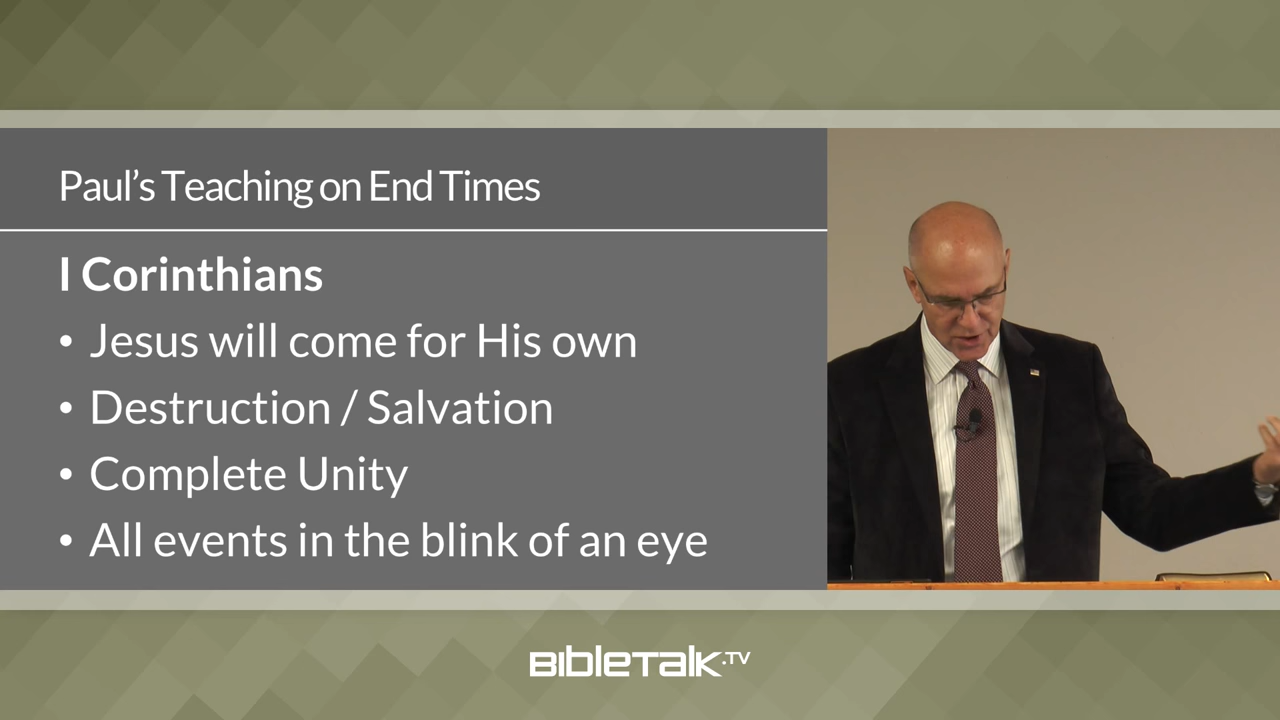 Paul's Teaching on End Times
I Corinthians
• Jesus will come for His own
• Destruction / Salvation
• Complete Unity
• All events in the blink of an eye
BibleTalk.TV